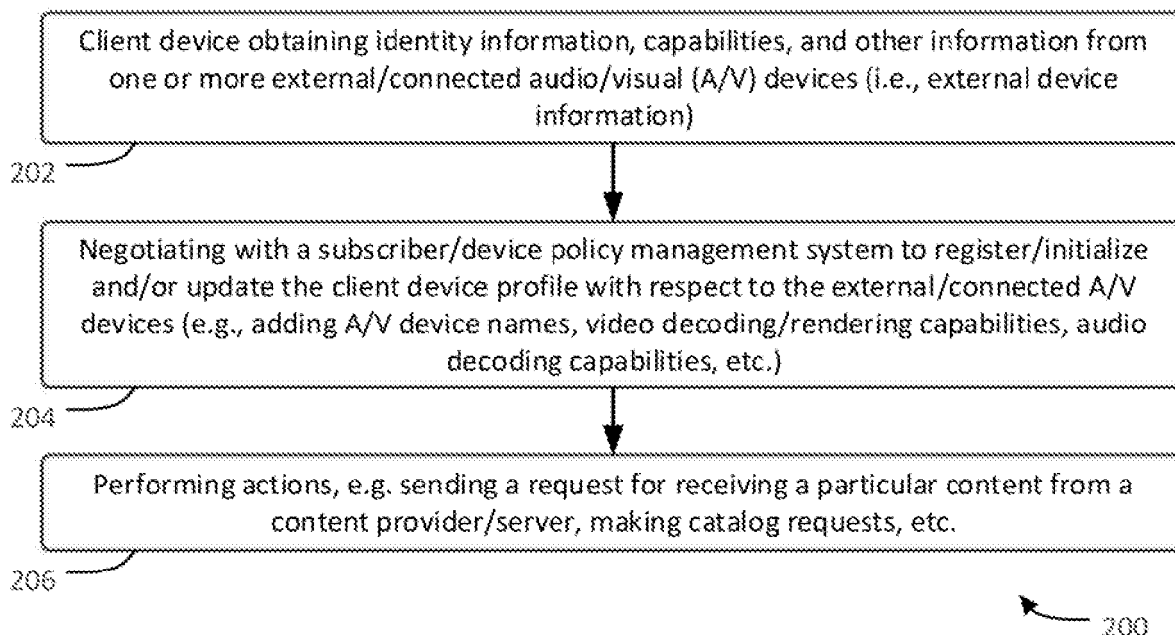 Client device obtaining identity information, capabilities, and other information from
one or more external/connected audio/visual (A/V) devices (i.e., external device
information)
202
Negotiating with a subscriber/device policy management system to register/initialize
and/or update the client device profile with respect to the external/connected A/V
devices (e.g., adding A/V device names, video decoding/rendering capabilities, audio
decoding capabilities, etc.)
204
Performing actions, e.g. sending a request for receiving a particular content from a
content provider/server, making catalog requests, etc.
206
200